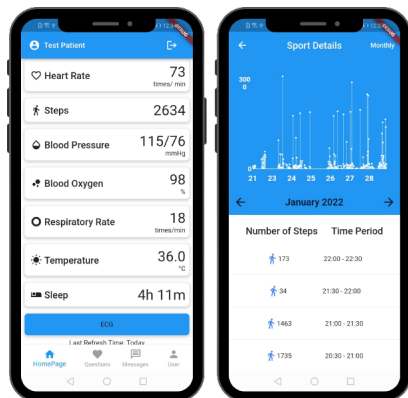 Test Patient
Heart Rate
73
times/ min
Steps
2634
Blood Pressure
115/76
mmHg
Blood Oxygen
98
%
Respiratory Rate
18
times/min
Temperature
36.0
°C
Sleep
4h 11m
ECG
Last Refresh Time: Today
HomePage
Questions
Messages
User
Sport Details
Monthly
300
0
0
21 23 24 25 26 27 28
January 2022
Number of Steps Time Period
173 22:00 - 22:30
34 21:30 - 22:00
1463 21:00 - 21:30
1735 20:30 - 21:00